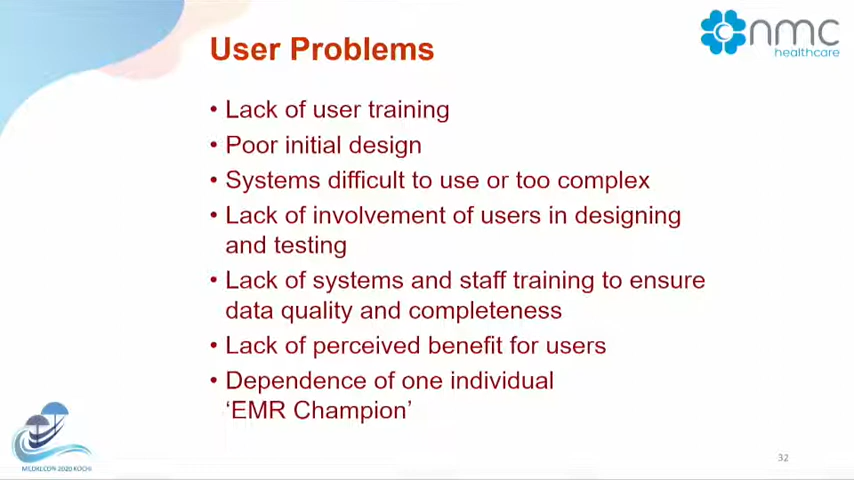 User Problems
nmc
healthcare
• Lack of user training
• Poor initial design
• Systems difficult to use or too complex
• Lack of involvement of users in designing
and testing
• Lack of systems and staff training to ensure
data quality and completeness
• Lack of perceived benefit for users
• Dependence of one individual
‘EMR Champion’
2020 KOCHI
32